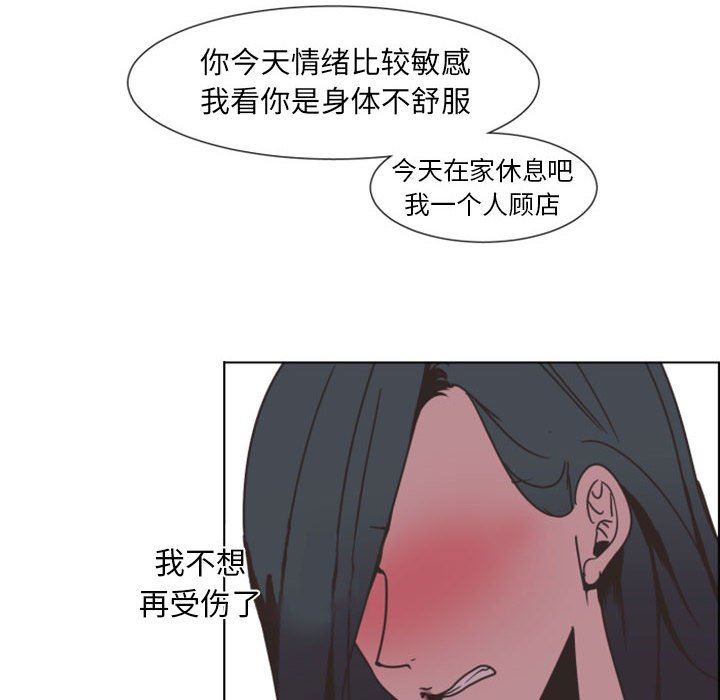 你今天情绪比较敏感
我看你是身体不舒服
今天在家休息吧
我一个人顾店
我不想
再受伤了